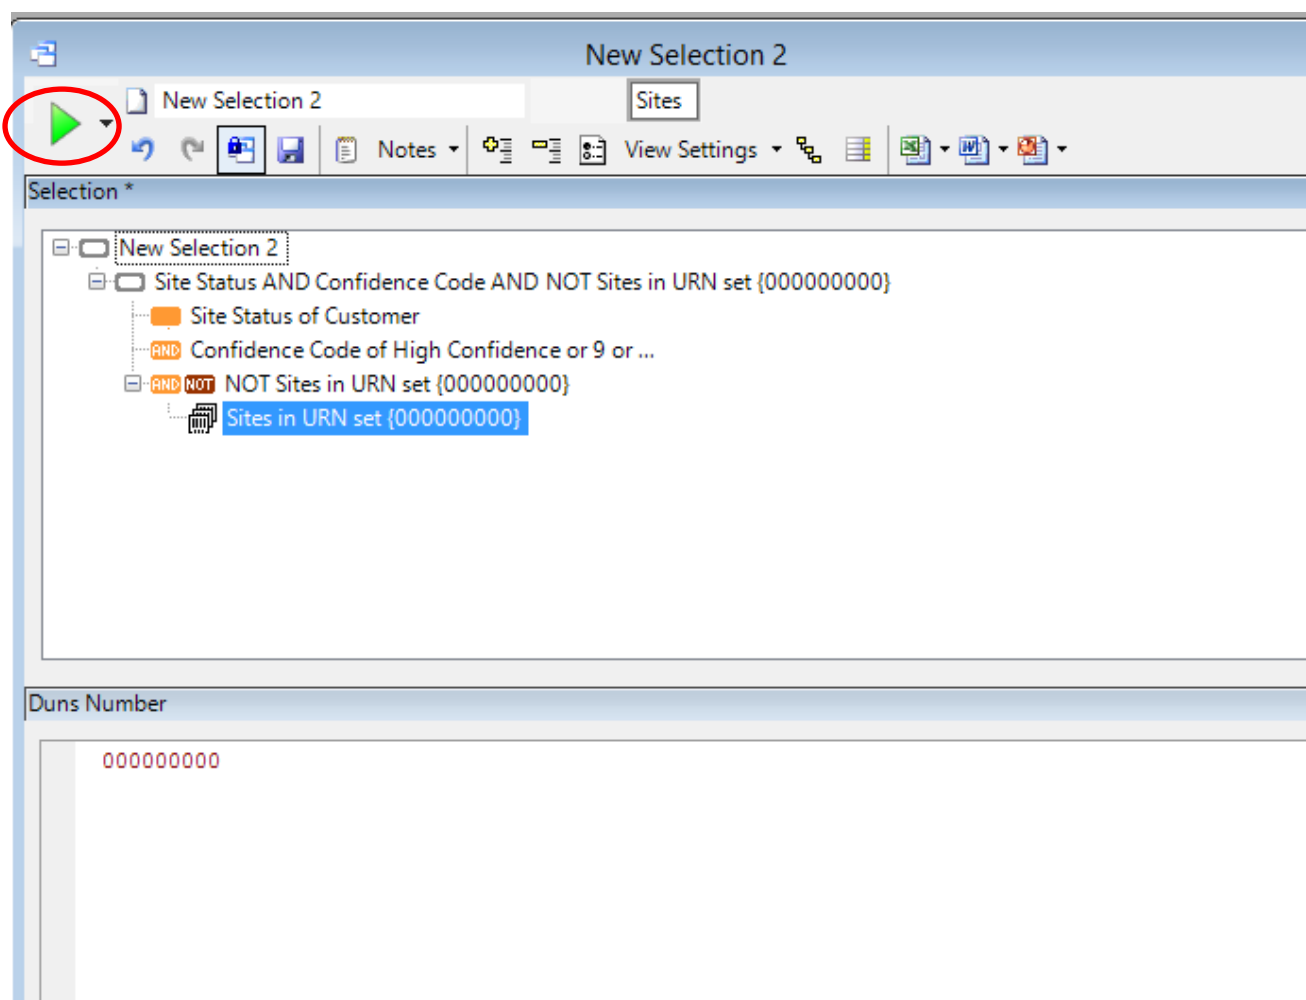 New Selection 2
New Selection 2 Sites
Notes View Settings
Selection *
New Selection 2
Site Status AND Confidence Code AND NOT Sites in URN set {000000000}
Site Status of Customer
AND Confidence Code of High Confidence or 9 or ...
AND NOT NOT Sites in URN set {000000000}
Sites in URN set {000000000}
Duns Number
000000000